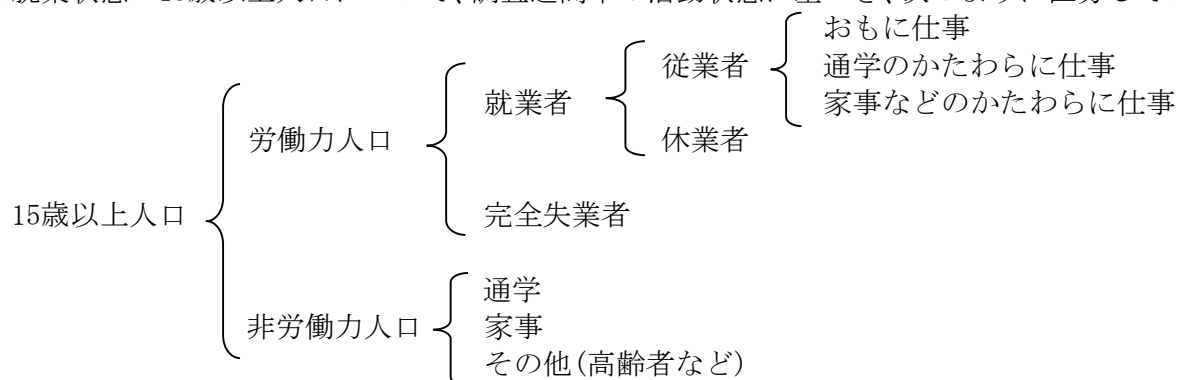 おもに仕事
従業者 通学のかたわらに仕事
就業者 家事などのかたわらに仕事
労働力人口 休業者
15歳以上人口 完全失業者
通学
非労働力人口 家事
その他(高齢者など)